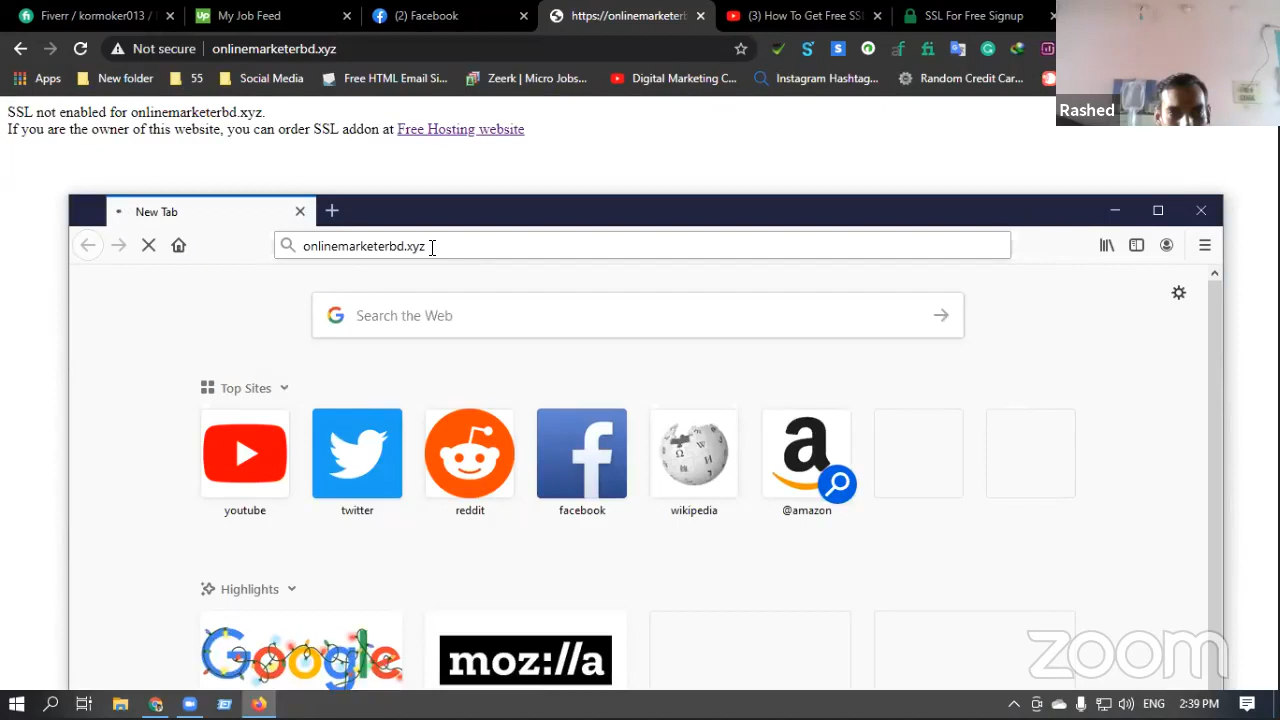 Fiverr / kormoker013 /
My Job Feed
(2) Facebook
https://onlinemarketerb
(3) How To Get Free SS
SSL For Free Signup
Not secure
onlinemarketerbd.xyz
Apps
New folder
55
Social Media
Free HTML Email Si...
Zeerk | Micro Jobs...
Digital Marketing C...
Instagram Hashtag...
Random Credit Car...
Rashed
SSL not enabled for onlinemarketerbd.xyz.
If you are the owner of this website, you can order SSL addon at Free Hosting website
New Tab
onlinemarketerbd.xyz
Search the Web
Top Sites
youtube
twitter
reddit
facebook
wikipedia
@amazon
Highlights
Google
moz://a
zoom
ENG
2:39 PM